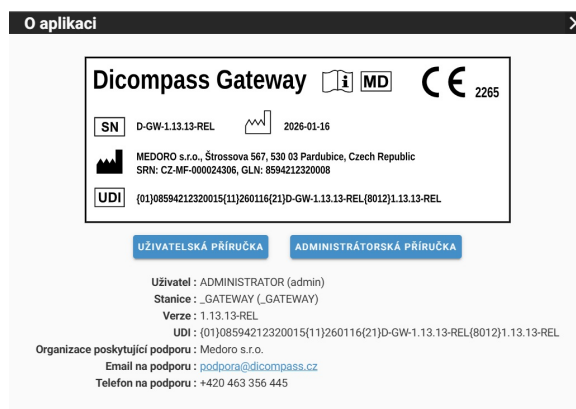 O aplikaci
Dicompass Gateway i MD CE 2265
SN D-GW-1.13.13-REL 2026-01-16
MEDORO s.r.o., Štrossova 567, 530 03 Pardubice, Czech Republic
SRN: CZ-MF-000024306, GLN: 8594212320008
UDI {01}08594212320015{11}260116{21}D-GW-1.13.13-REL{8012}1.13.13-REL
UŽIVATELSKÁ PŘÍRUČKA ADMINISTRÁTORSKÁ PŘÍRUČKA
Uživatel : ADMINISTRATOR (admin)
Stanice : _GATEWAY (_GATEWAY)
Verze : 1.13.13-REL
UDI : {01}08594212320015{11}260116{21}D-GW-1.13.13-REL{8012}1.13.13-REL
Organizace poskytující podporu : Medoro s.r.o.
Email na podporu : podpora@dicompass.cz
Telefon na podporu : +420 463 356 445